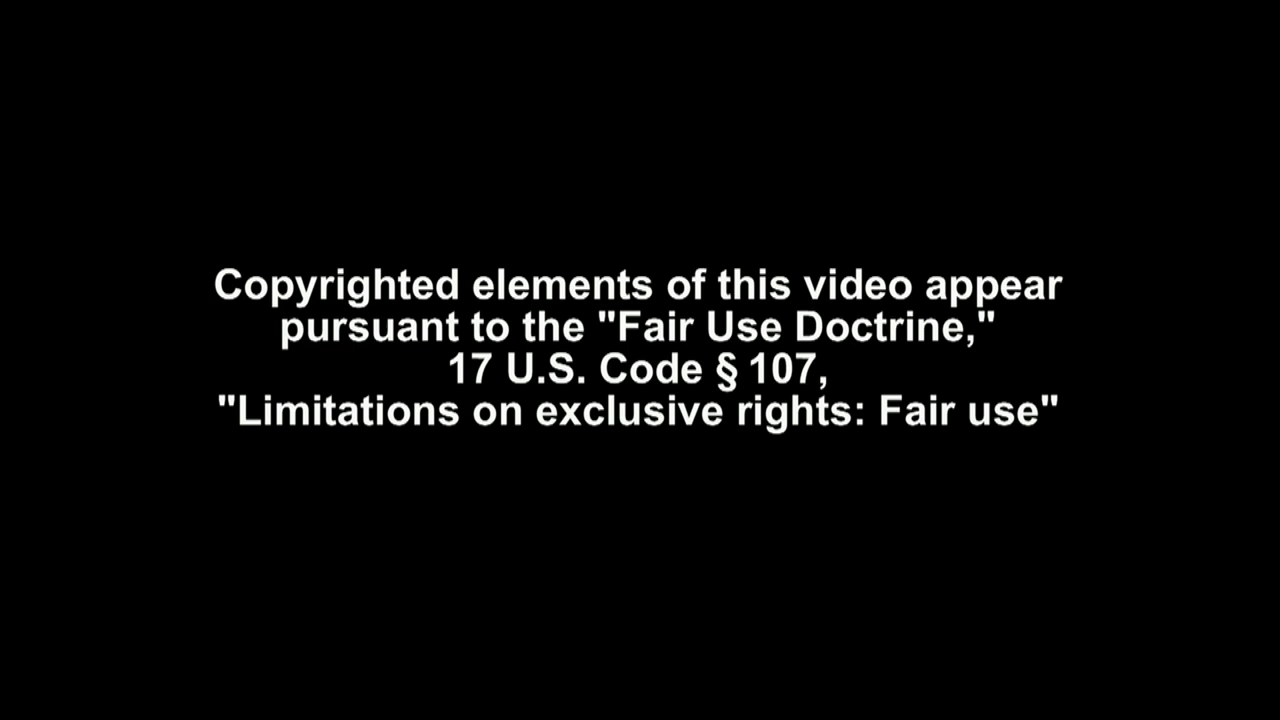 Copyrighted elements of this video appear
pursuant to the "Fair Use Doctrine,"
17 U.S. Code § 107,
"Limitations on exclusive rights: Fair use"